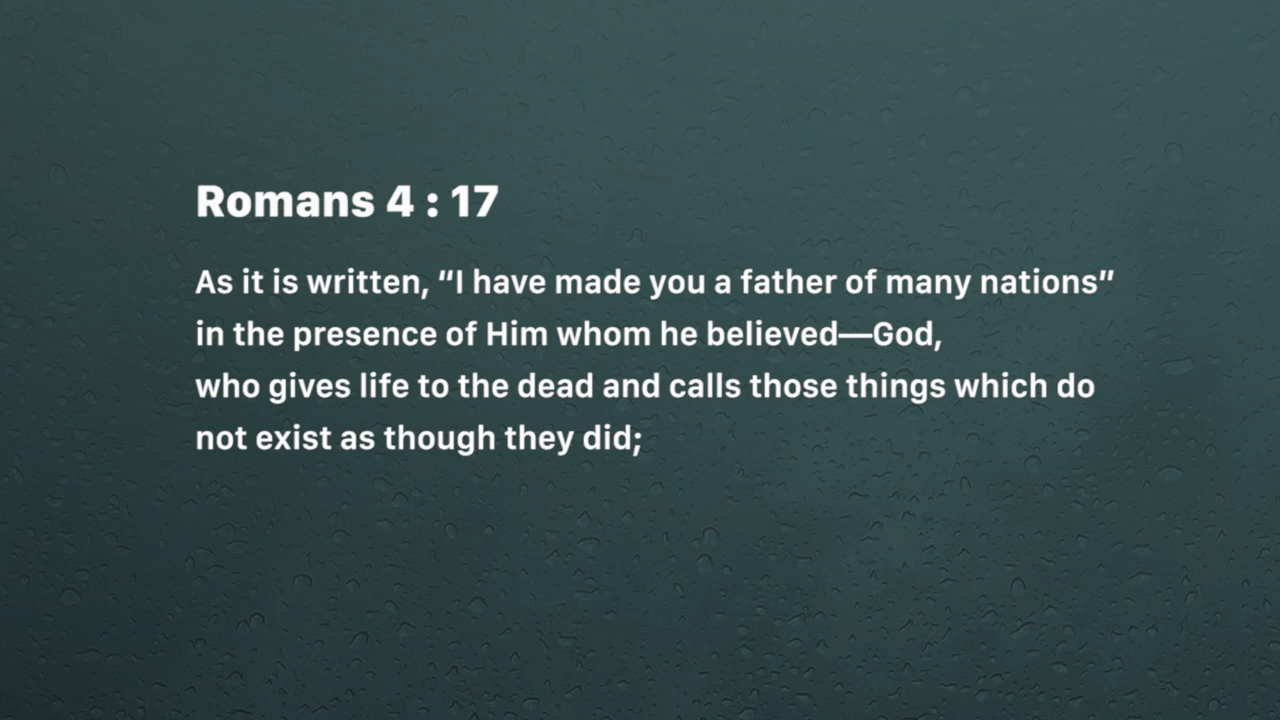 Romans 4 : 17
As it is written, “I have made you a father of many nations”
in the presence of Him whom he believed—God,
who gives life to the dead and calls those things which do
not exist as though they did;